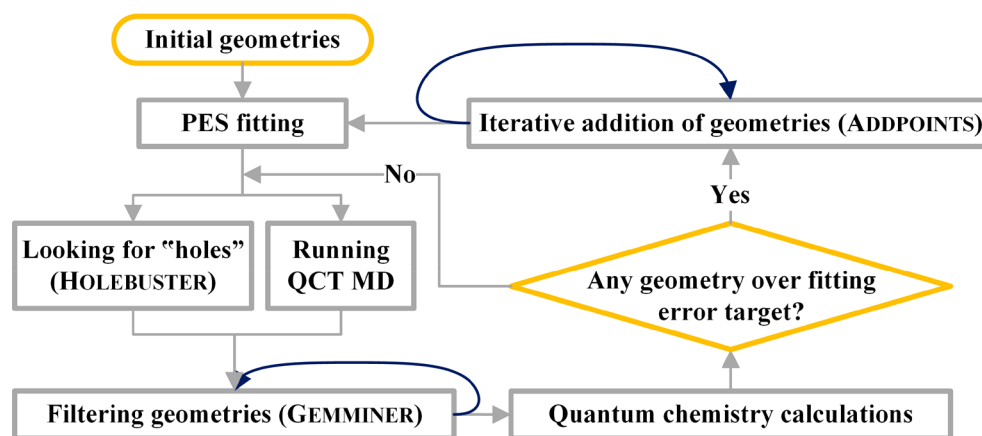 Initial geometries
PES fitting
Iterative addition of geometries (ADDPOINTS)
No
Yes
Looking for “holes”
(HOLEBUSTER)
Running
QCT MD
Any geometry over fitting
error target?
Filtering geometries (GEMMINER)
Quantum chemistry calculations